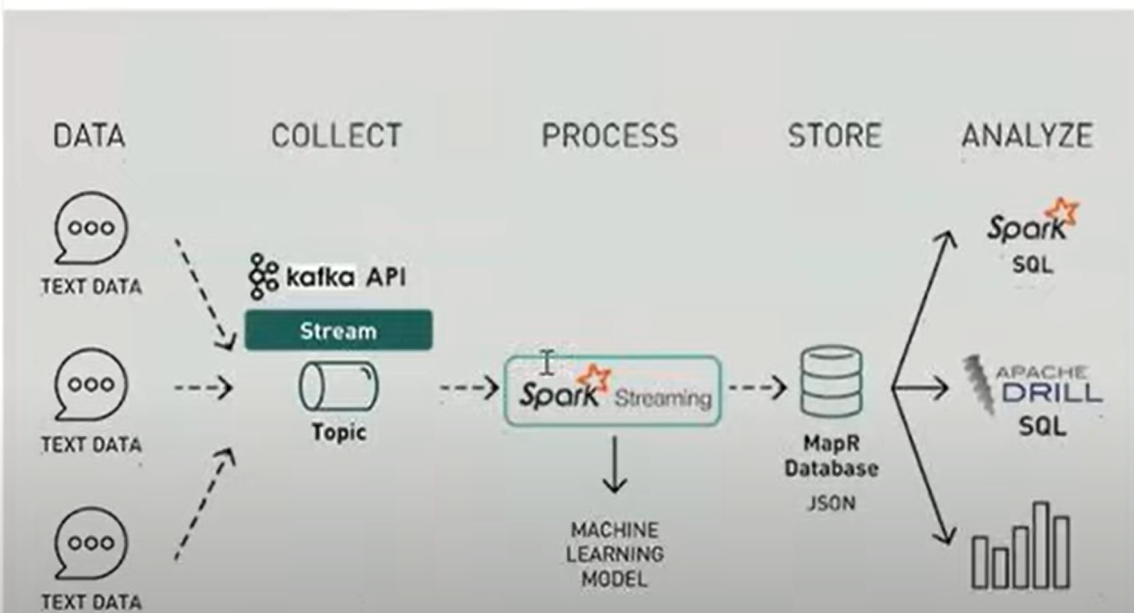 DATA
COLLECT
PROCESS
STORE
ANALYZE
TEXT DATA
TEXT DATA
TEXT DATA
kafka API
Stream
Topic
Spark Streaming
MACHINE
LEARNING
MODEL
MapR
Database
JSON
Spark
SQL
APACHE
DRILL
SQL